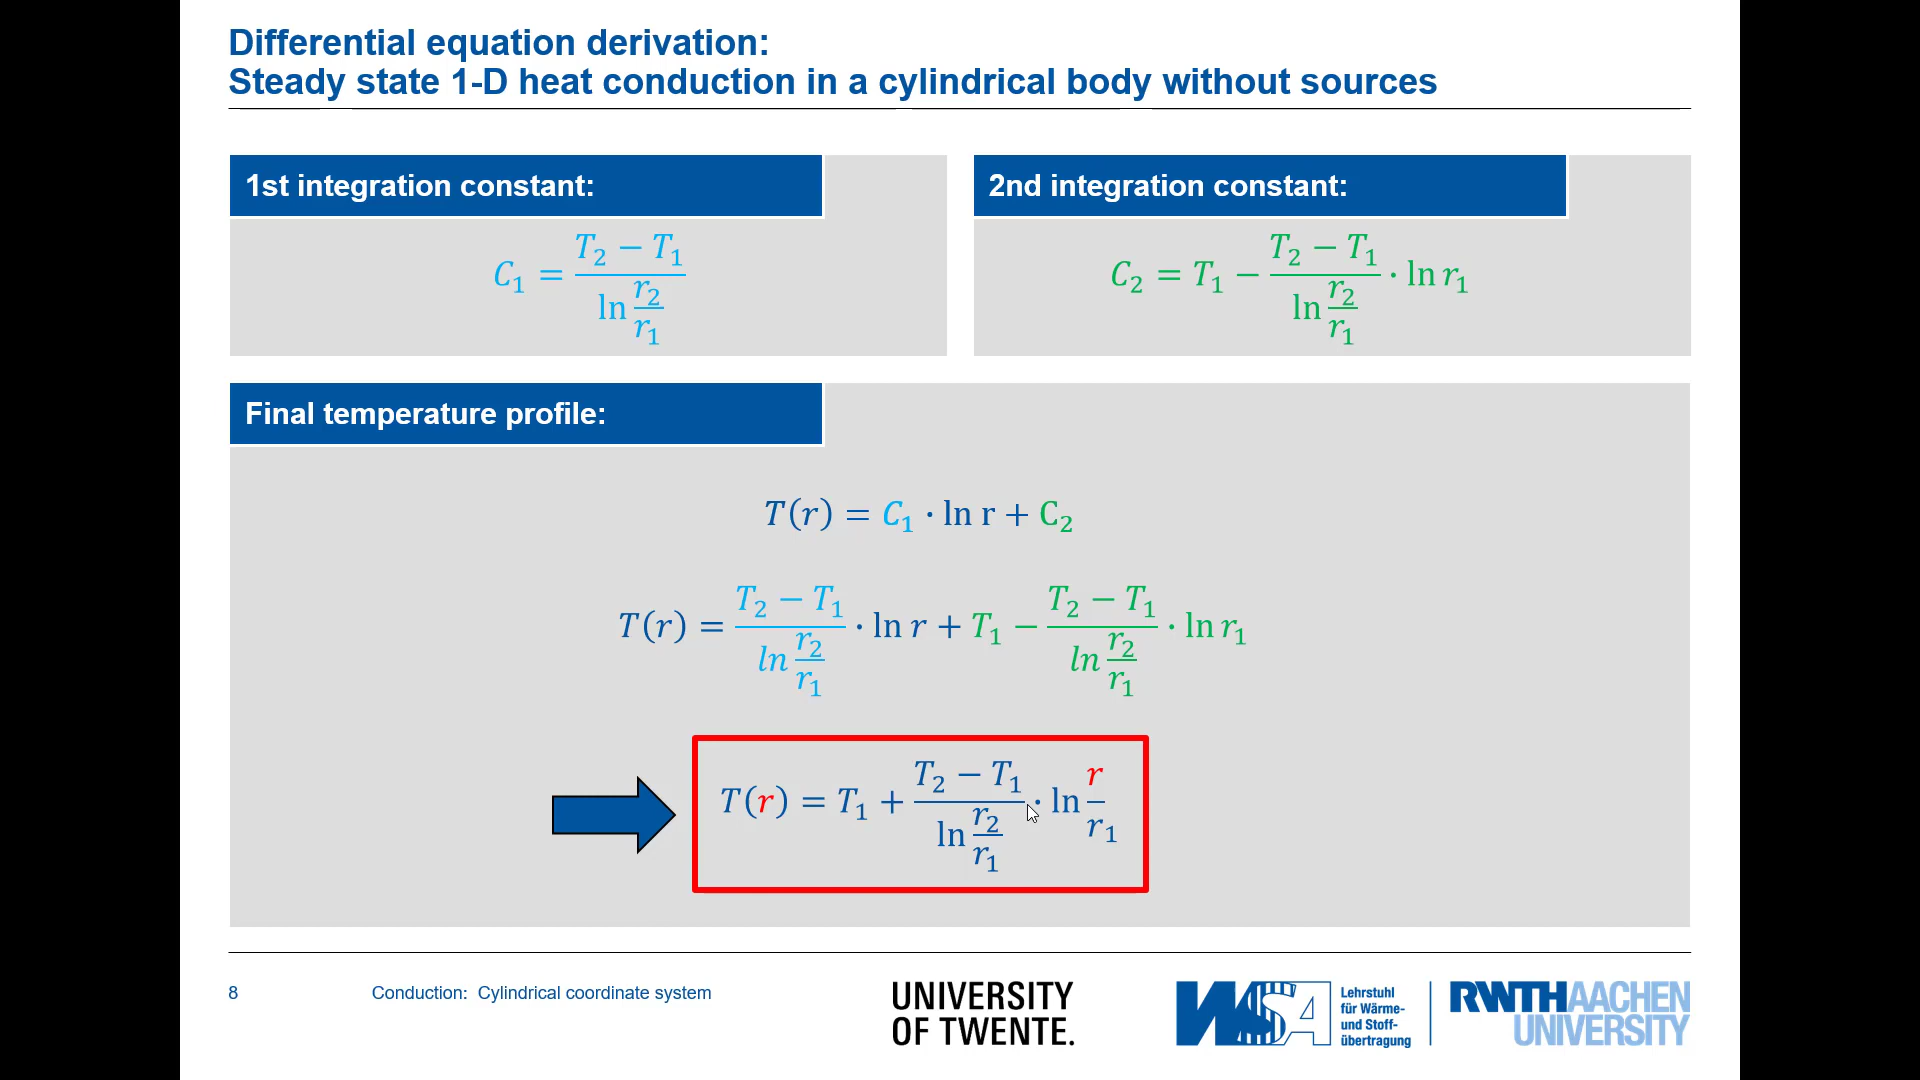 Differential equation derivation:
Steady state 1-D heat conduction in a cylindrical body without sources
1st integration constant:
C₁ = (T₂ − T₁) / (ln r₂/r₁)
2nd integration constant:
C₂ = T₁ − (T₂ − T₁) / (ln r₂/r₁) · ln r₁
Final temperature profile:
T(r) = C₁ · ln r + C₂
T(r) = (T₂ − T₁) / (ln r₂/r₁) · ln r + T₁ − (T₂ − T₁) / (ln r₂/r₁) · ln r₁
T(r) = T₁ + (T₂ − T₁) / (ln r₂/r₁) · ln r/r₁
8
Conduction: Cylindrical coordinate system
UNIVERSITY
OF TWENTE.
WSA
Lehrstuhl
für Wärme-
und Stoff-
übertragung
RWTHAACHEN
UNIVERSITY